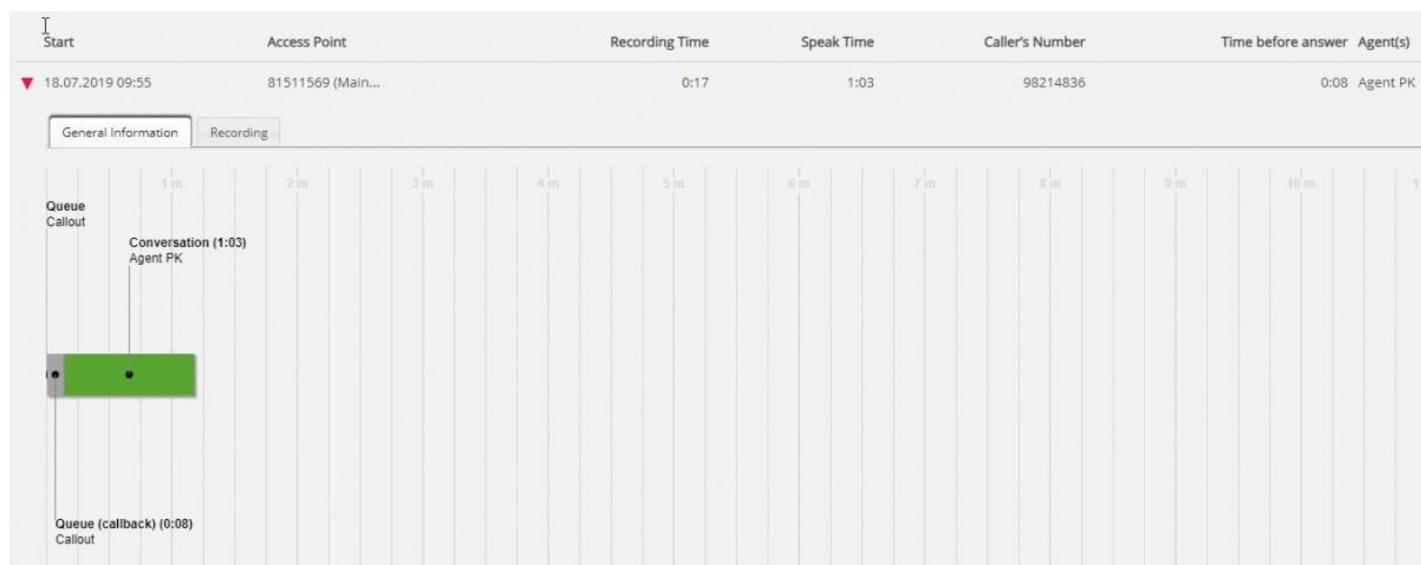 Start Access Point Recording Time Speak Time Caller's Number Time before answer Agent(s)
18.07.2019 09:55 81511569 (Main... 0:17 1:03 98214836 0:08 Agent PK
General Information Recording
1 m 2 m 3 m 4 m 5 m 6 m 7 m 8 m 9 m 10 m
Queue
Callout
Conversation (1:03)
Agent PK
Queue (callback) (0:08)
Callout